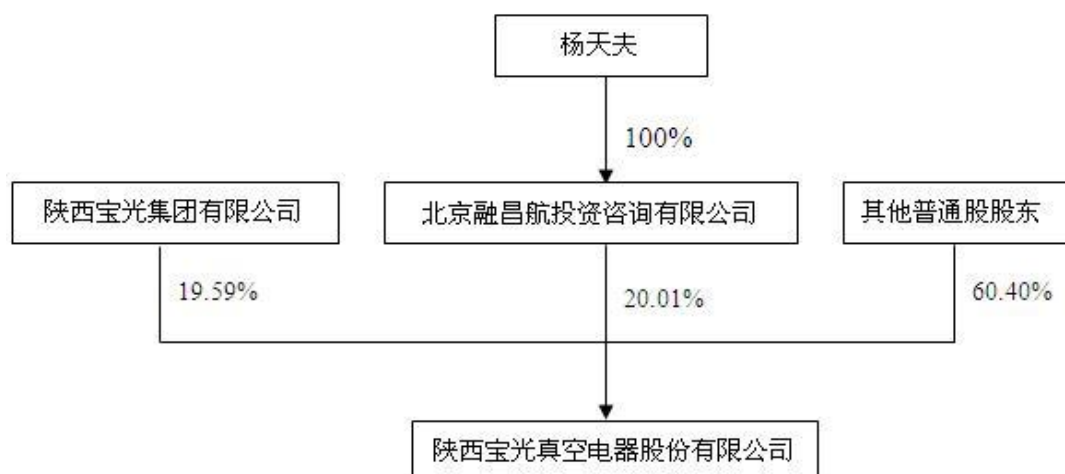 杨天夫
100%
陕西宝光集团有限公司
北京融昌航投资咨询有限公司
其他普通股股东
19.59%
20.01%
60.40%
陕西宝光真空电器股份有限公司